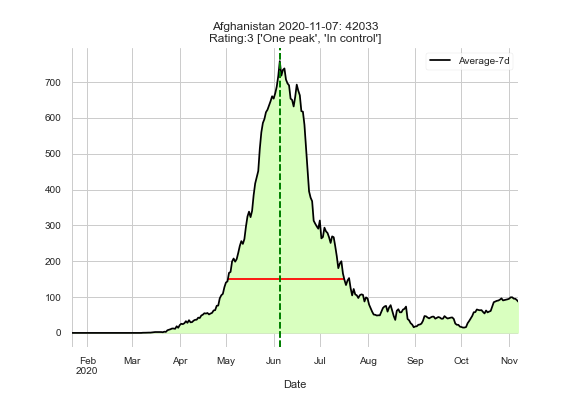 Afghanistan 2020-11-07: 42033
Rating:3 ['One peak', 'In control']
Average-7d
700
600
500
400
300
200
100
0
Feb Mar Apr May Jun Jul Aug Sep Oct Nov
2020
Date